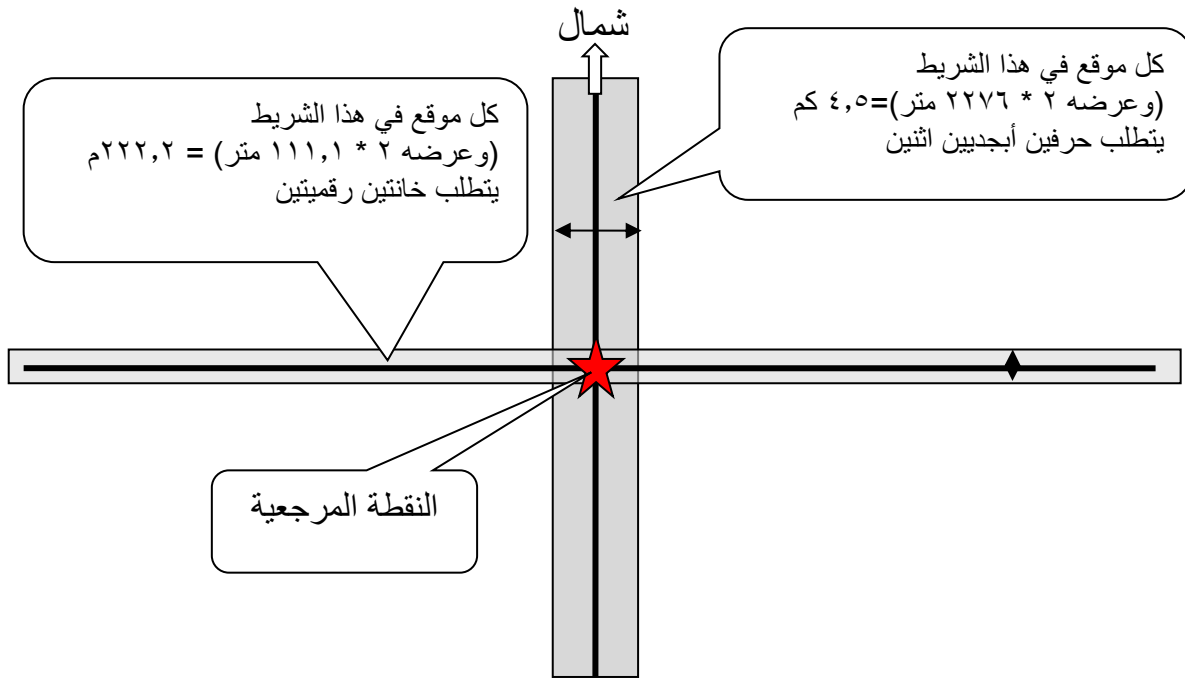 شمال
كل موقع في هذا الشريط
(وعرضه ٢ * ٢٢٧٦ متر)=٤,٥ كم
يتطلب حرفين أبجديين اثنين
كل موقع في هذا الشريط
(وعرضه ٢ * ١١١,١ متر) = ٢٢٢,٢م
يتطلب خانتين رقميتين
النقطة المرجعية